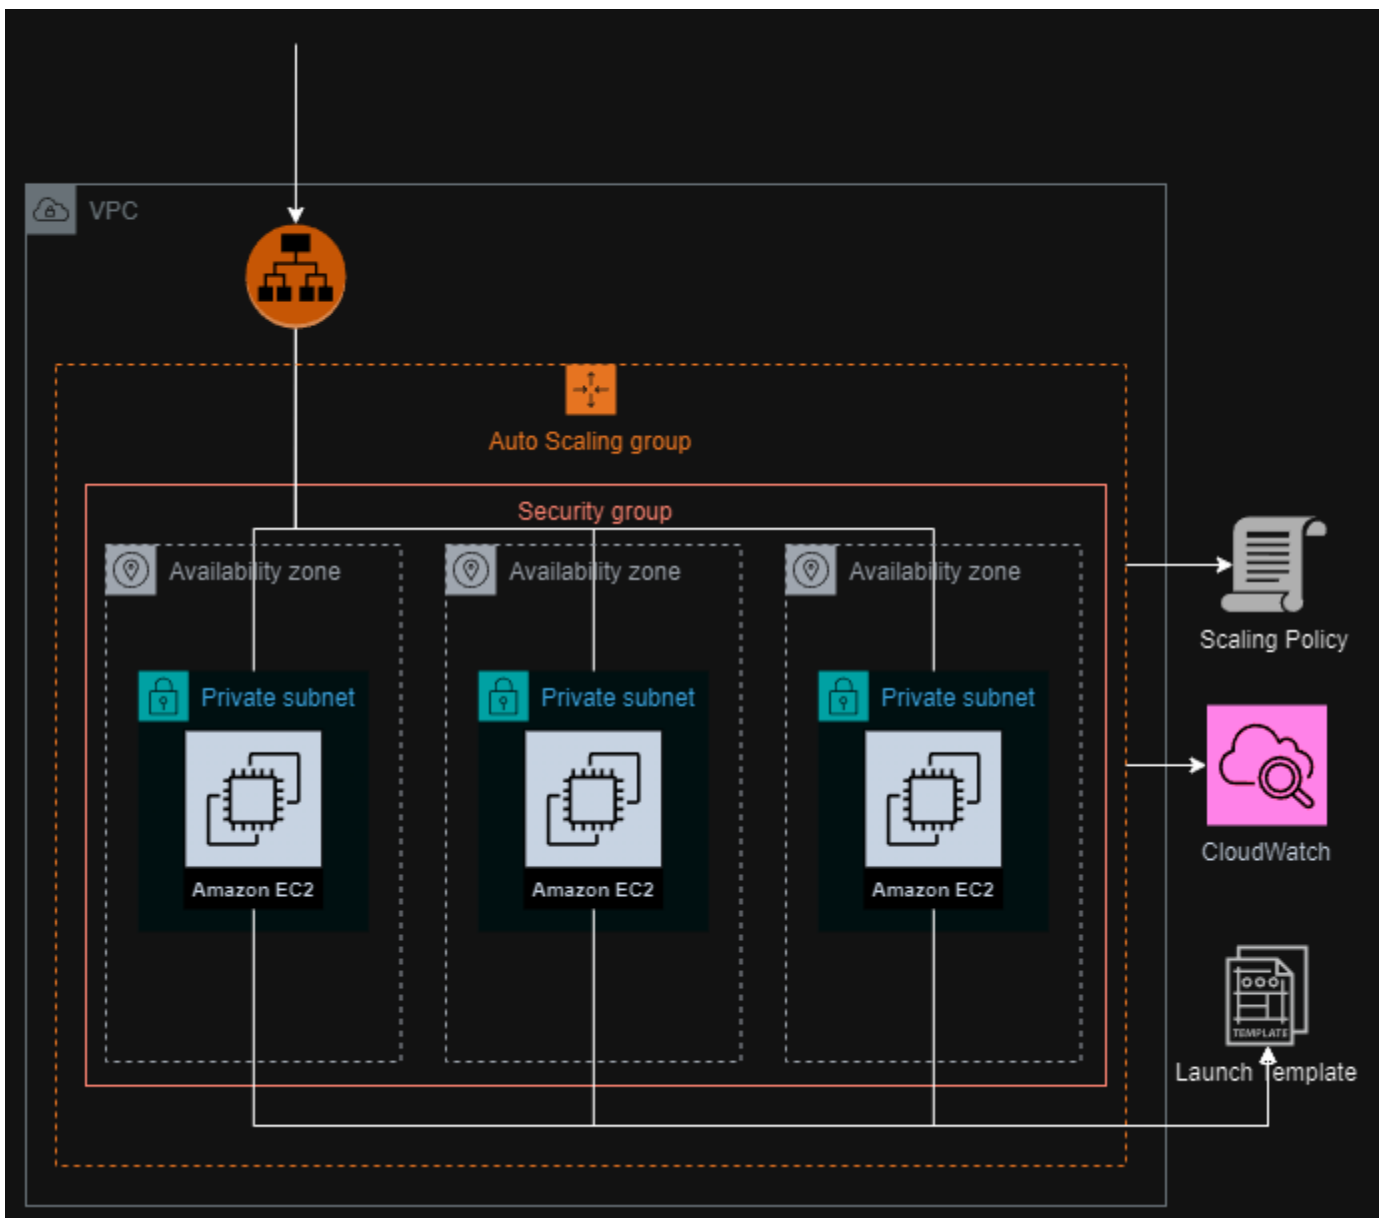 VPC
Auto Scaling group
Security group
Availability zone
Availability zone
Availability zone
Private subnet
Private subnet
Private subnet
Amazon EC2
Amazon EC2
Amazon EC2
Scaling Policy
CloudWatch
TEMPLATE
Launch Template